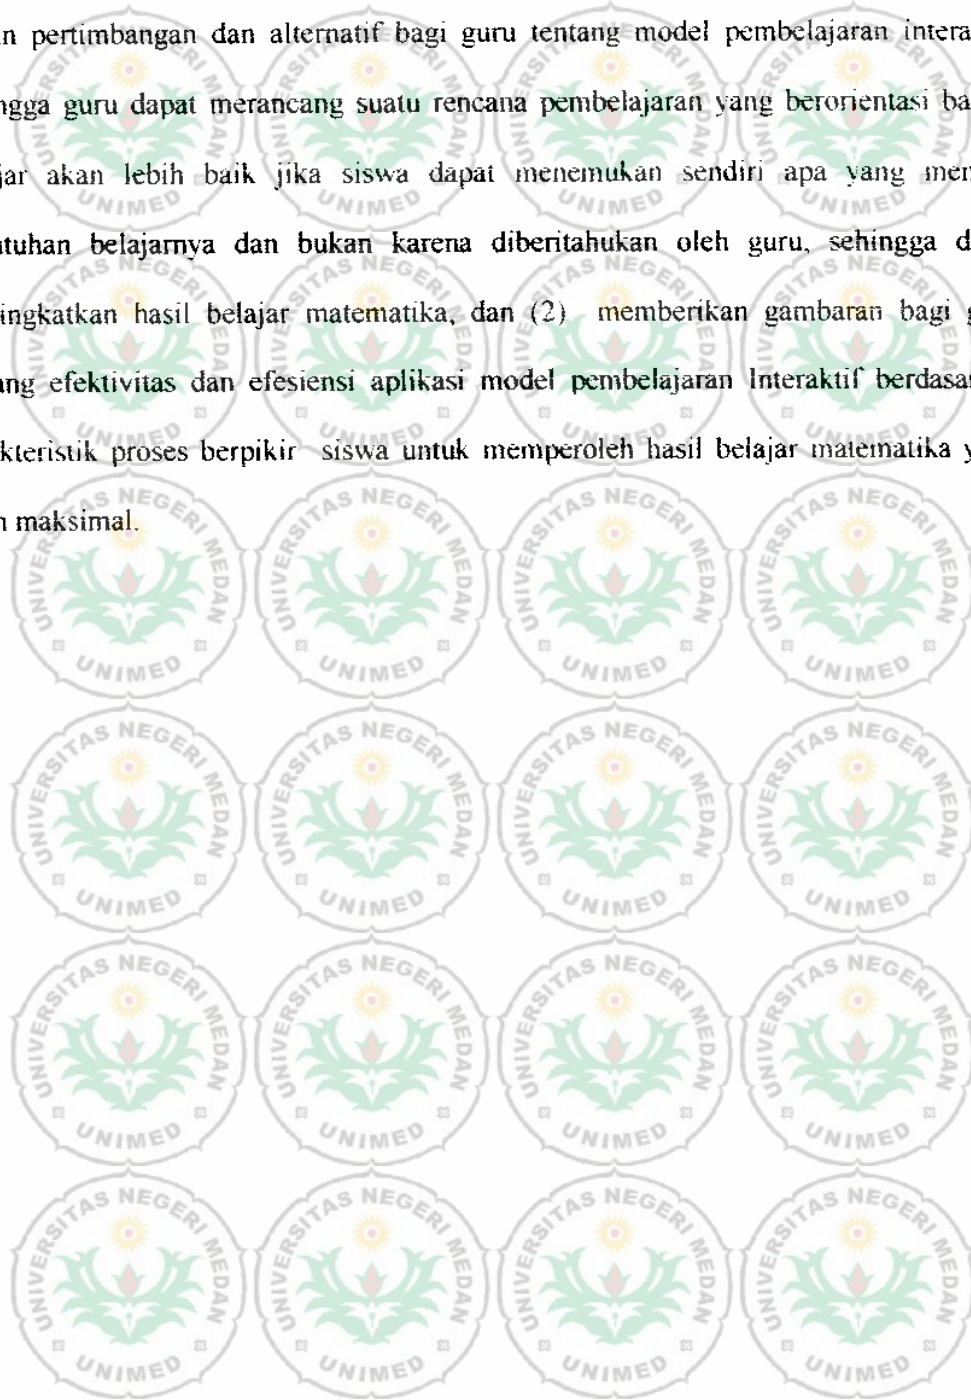 n pertimbangan dan alternatif bagi guru tentang model pembelajaran intera
ngga guru dapat merancang suatu rencana pembelajaran yang berorientasi ba
jar akan lebih baik jika siswa dapat menemukan sendiri apa yang mer
utuhan belajarnya dan bukan karena diberitahukan oleh guru, sehingga d
ingkatkan hasil belajar matematika, dan (2) memberikan gambaran bagi g
ang efektivitas dan efesiensi aplikasi model pembelajaran Interaktif berdasa
kteristik proses berpikir siswa untuk memperoleh hasil belajar matematika y
n maksimal.
UNIVERSITAS NEGERI MEDAN
UNIMED